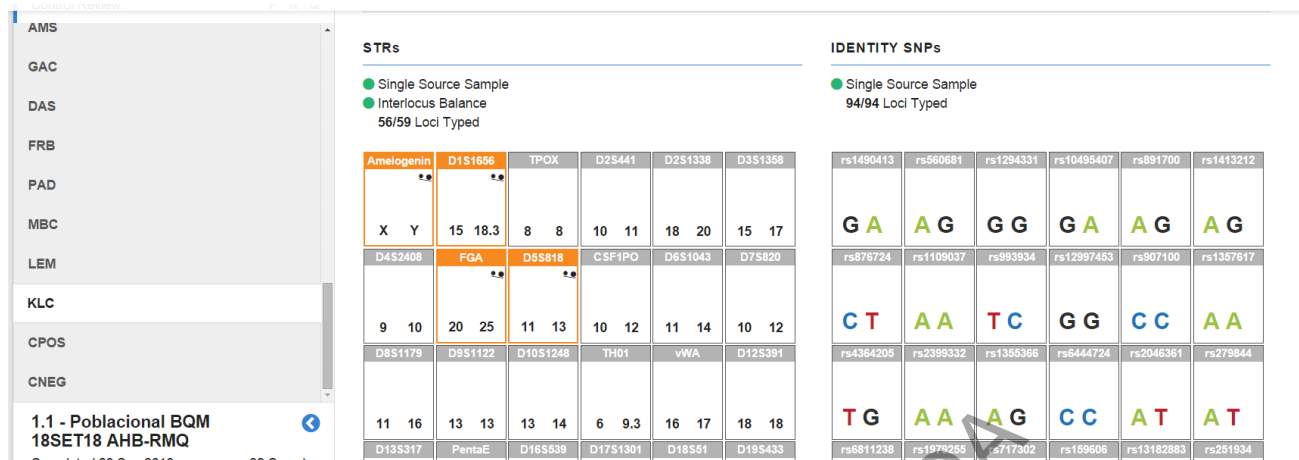 Control Review:
AMS
GAC
DAS
FRB
PAD
MBC
LEM
KLC
CPOS
CNEG
1.1 - Poblacional BQM
18SET18 AHB-RMQ
STRs
Single Source Sample
Interlocus Balance
56/59 Loci Typed
Amelogenin D1S1656 TPOX D2S441 D2S1338 D3S1358
X Y 15 18.3 8 8 10 11 18 20 15 17
D4S2408 FGA D5S818 CSF1PO D6S1043 D7S820
9 10 20 25 11 13 10 12 11 14 10 12
D8S1179 D9S1122 D10S1248 TH01 vWA D12S391
11 16 13 13 13 14 6 9.3 16 17 18 18
D13S317 PentaE D16S539 D17S1301 D18S51 D19S433
IDENTITY SNPs
Single Source Sample
94/94 Loci Typed
rs1490413 rs560681 rs1294331 rs10495407 rs891700 rs1413212
G A A G G G G A A G A G
rs876724 rs1109037 rs993934 rs12997453 rs907100 rs1357617
C T A A T C G G C C A A
rs4364205 rs2399332 rs1355366 rs6444724 rs2046361 rs279844
T G A A A G C C A T A T
rs6811238 rs1979255 rs717302 rs159606 rs13182883 rs251934